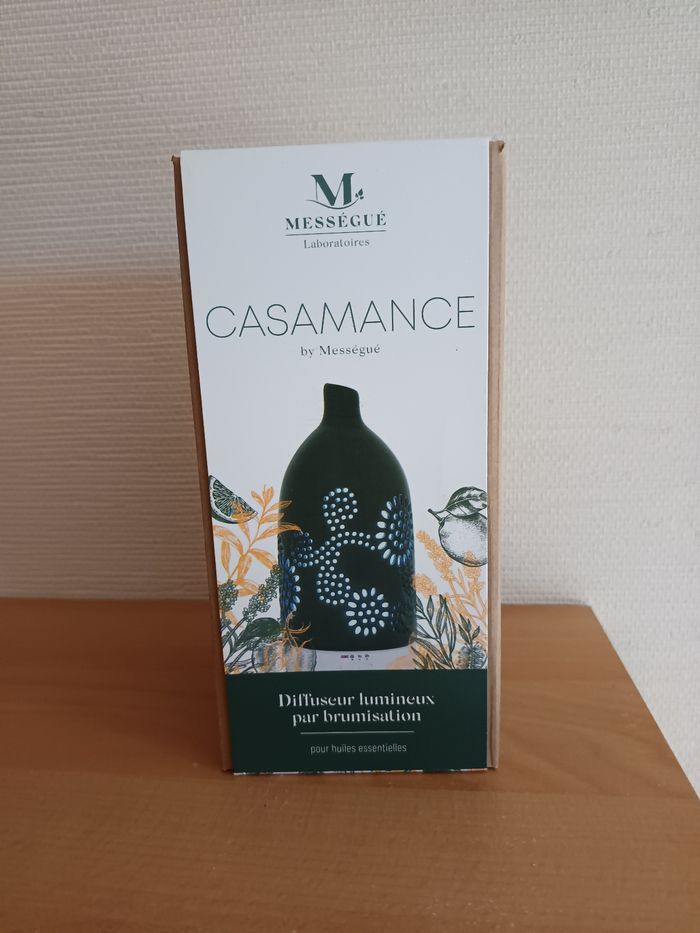 M
MESSÉGUÉ
Laboratoires
CASAMANCE
by Mességué
Diffuseur lumineux
par brumisation
pour huiles essentielles